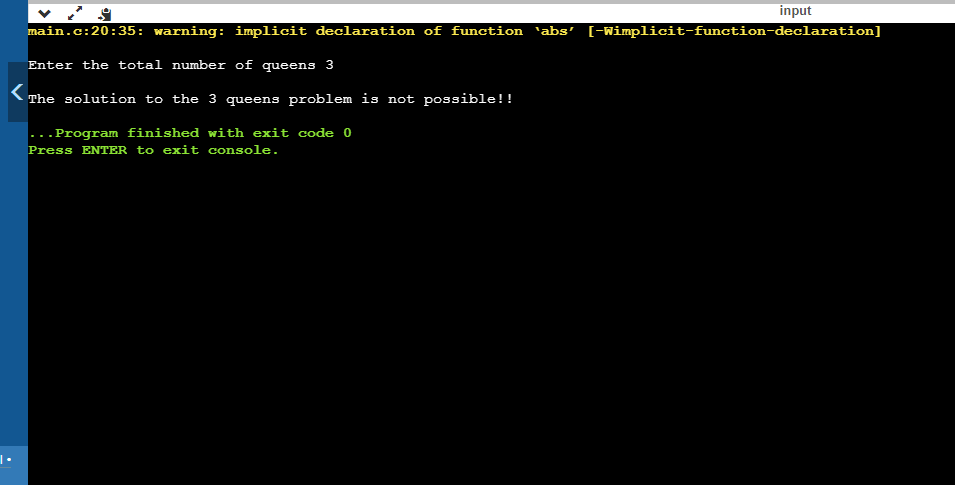 input
main.c:20:35: warning: implicit declaration of function ‘abs’ [-Wimplicit-function-declaration]
Enter the total number of queens 3
The solution to the 3 queens problem is not possible!!
...Program finished with exit code 0
Press ENTER to exit console.